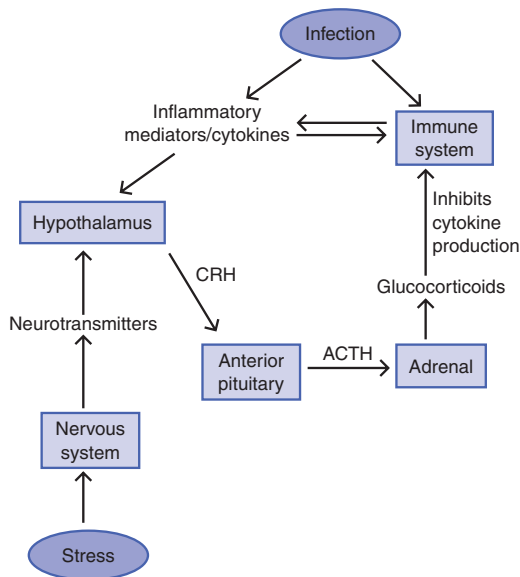 Infection
Inflammatory
mediators/cytokines
Immune
system
Inhibits
cytokine
production
Hypothalamus
CRH
Glucocorticoids
Neurotransmitters
Anterior
pituitary
ACTH
Adrenal
Nervous
system
Stress